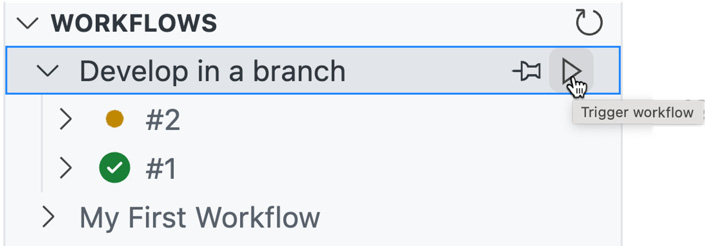 WORKFLOWS
Develop in a branch
Trigger workflow
#2
#1
My First Workflow